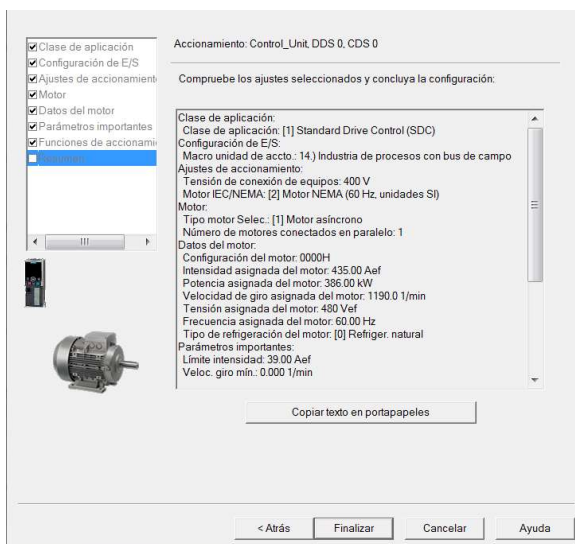 Clase de aplicación
Configuración de E/S
Ajustes de accionamient
Motor
Datos del motor
Parámetros importantes
Funciones de accionami
Accionamiento: Control_Unit, DDS 0, CDS 0
Compruebe los ajustes seleccionados y concluya la configuración:
Clase de aplicación:
Clase de aplicación: [1] Standard Drive Control (SDC)
Configuración de E/S:
Macro unidad de accto.: 14.) Industria de procesos con bus de campo
Ajustes de accionamiento:
Tensión de conexión de equipos: 400 V
Motor IEC/NEMA: [2] Motor NEMA (60 Hz, unidades SI)
Motor:
Tipo motor Selec.: [1] Motor asíncrono
Número de motores conectados en paralelo: 1
Datos del motor:
Configuración del motor: 0000H
Intensidad asignada del motor: 435.00 Aef
Potencia asignada del motor: 386.00 kW
Velocidad de giro asignada del motor: 1190.0 1/min
Tensión asignada del motor: 480 Vef
Frecuencia asignada del motor: 60.00 Hz
Tipo de refrigeración del motor: [0] Refriger. natural
Parámetros importantes:
Límite intensidad: 39.00 Aef
Veloc. giro mín.: 0.000 1/min
Copiar texto en portapapeles
< Atrás
Finalizar
Cancelar
Ayuda